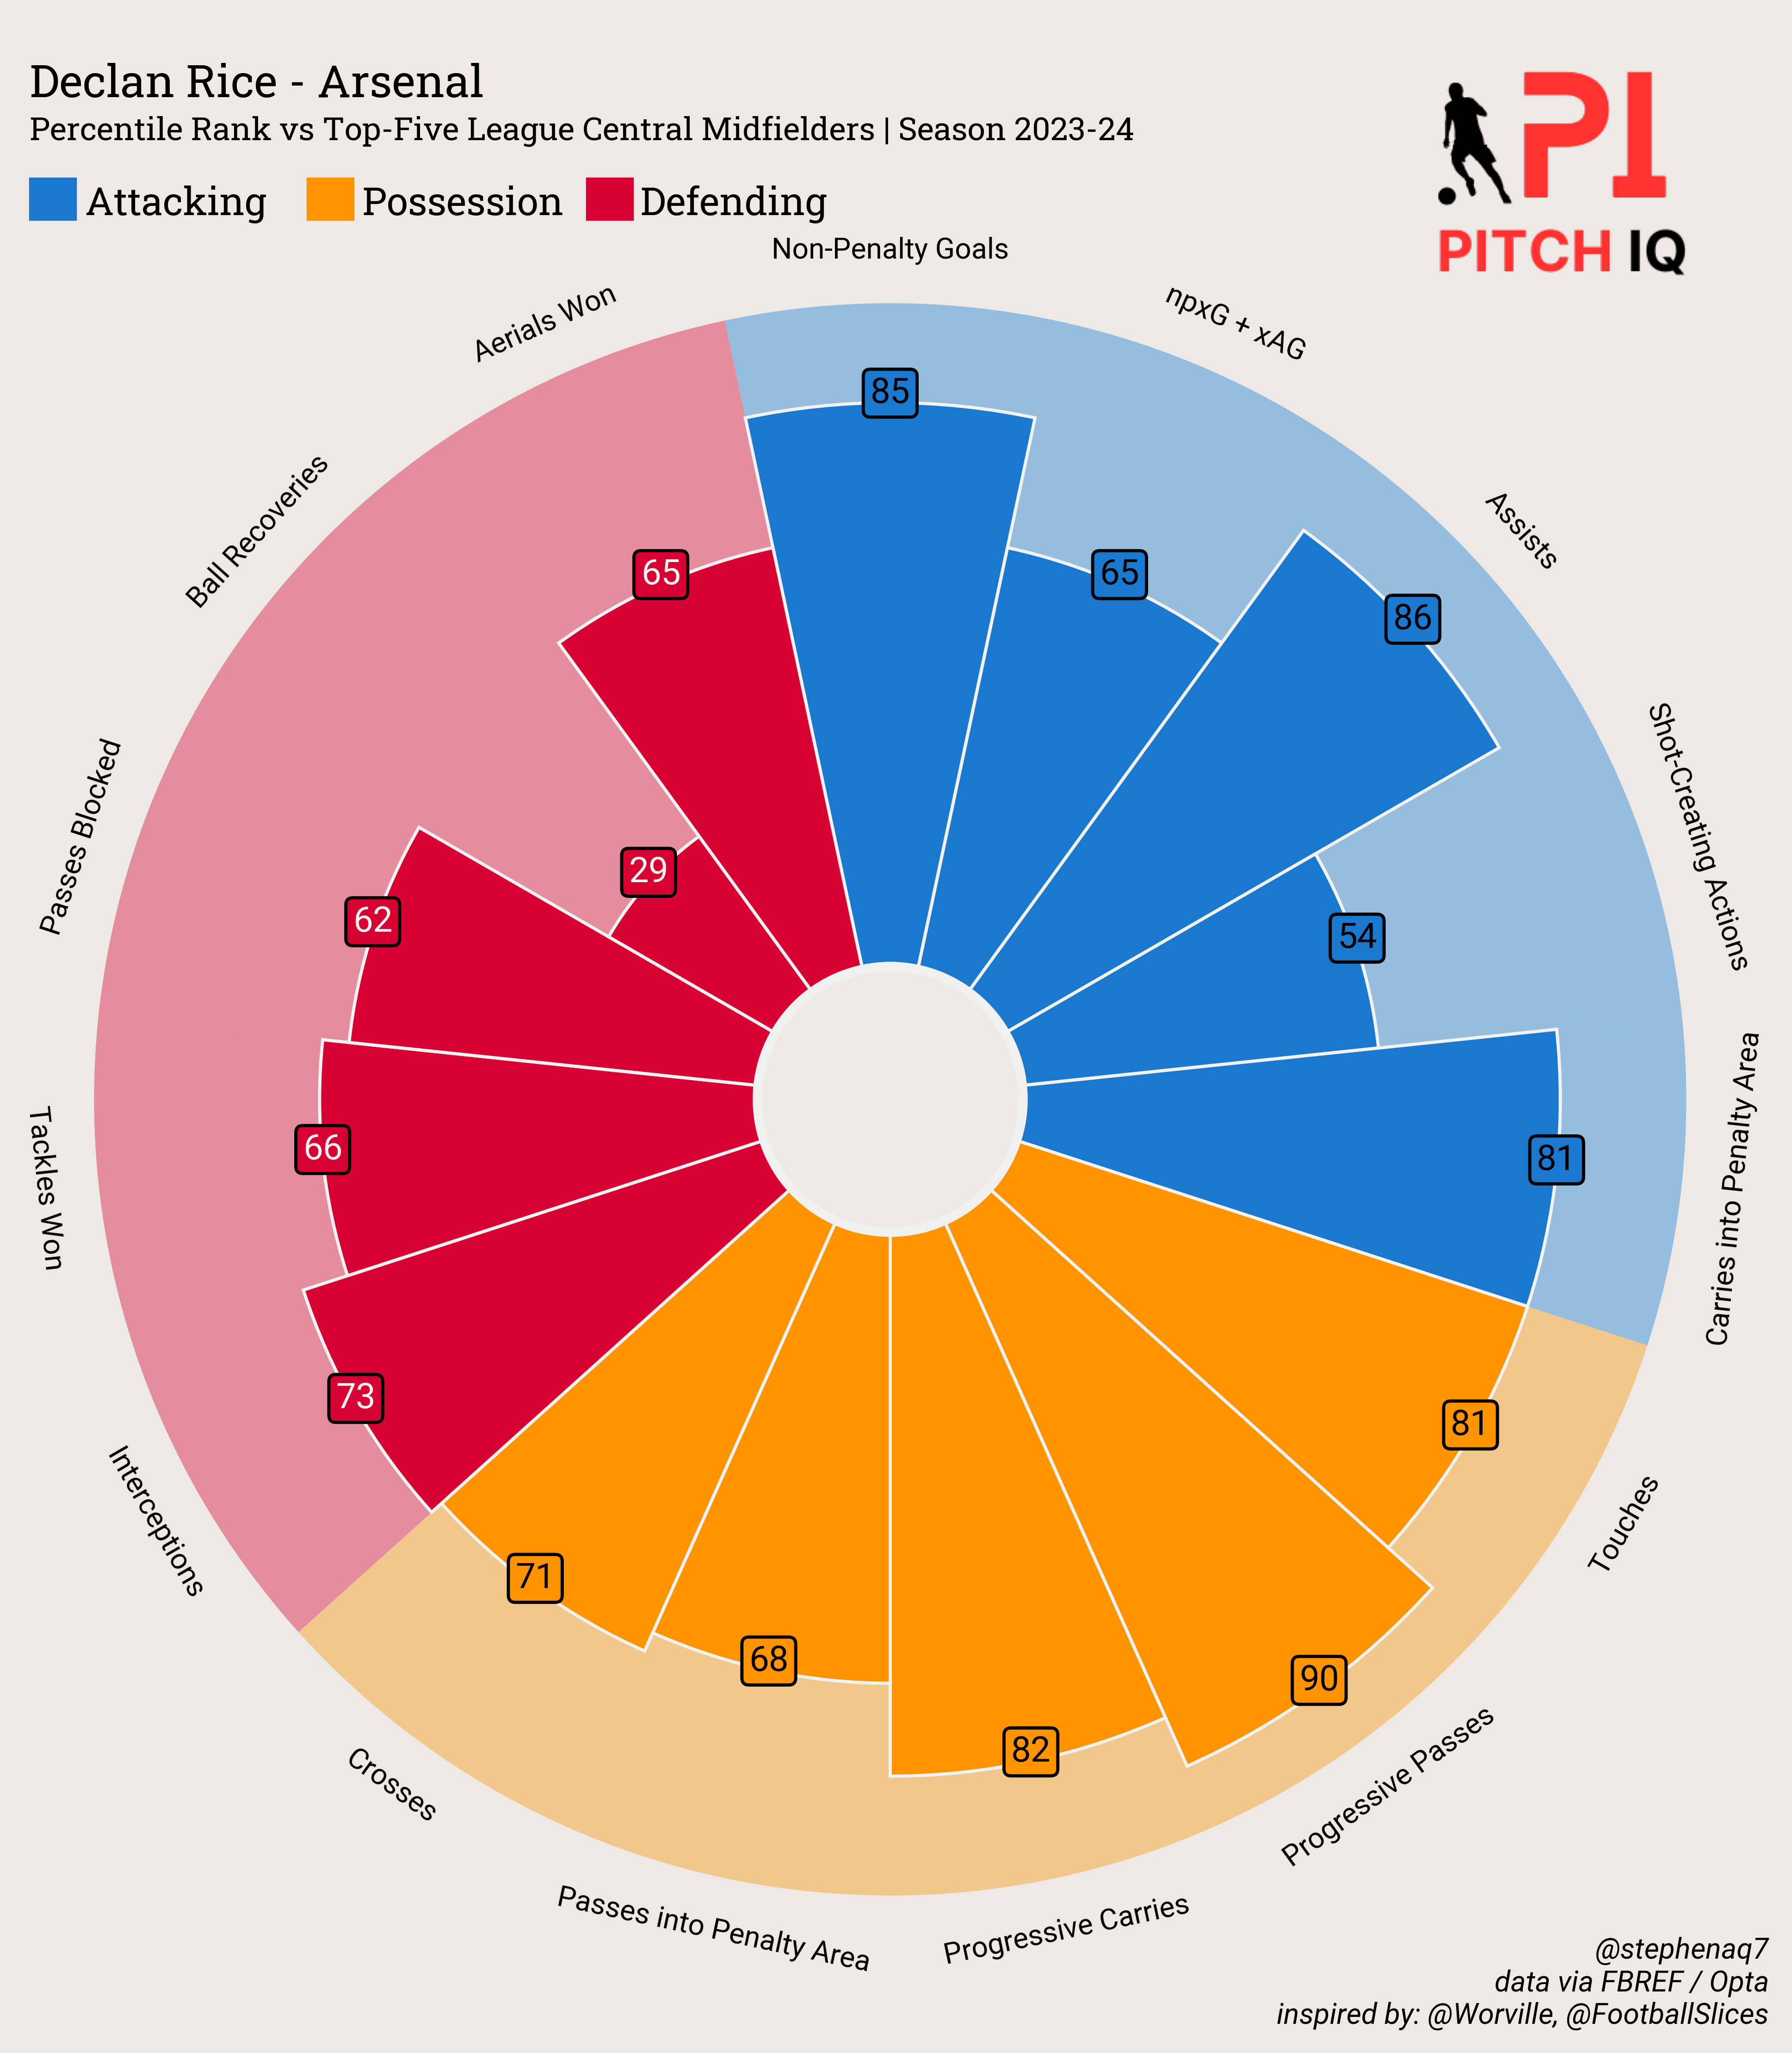 Declan Rice - Arsenal
Percentile Rank vs Top-Five League Central Midfielders | Season 2023-24
Attacking Possession Defending
PI
PITCH IQ
Non-Penalty Goals
85
npxG + xAG
65
Assists
86
Shot-Creating Actions
54
Carries into Penalty Area
81
Touches
81
Progressive Passes
90
Progressive Carries
82
Passes into Penalty Area
68
Crosses
71
Interceptions
73
Tackles Won
66
Passes Blocked
62
Ball Recoveries
29
Aerials Won
65
@stephenaq7
data via FBREF / Opta
inspired by: @Worville, @FootballSlices